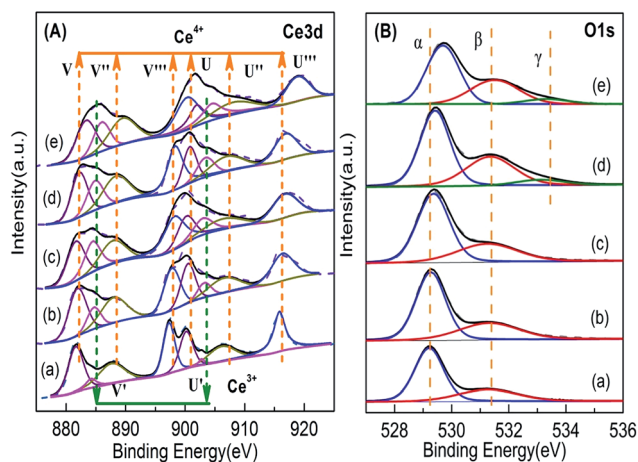 (A) Ce3d
Ce⁴⁺
V V'' V''' U U'' U'''
(e)
(d)
(c)
(b)
(a)
V' U' Ce³⁺
Intensity(a.u.)
880 890 900 910 920
Binding Energy(eV)
(B) O1s
α β γ
(e)
(d)
(c)
(b)
(a)
Intensity(a.u.)
528 530 532 534 536
Binding Energy(eV)